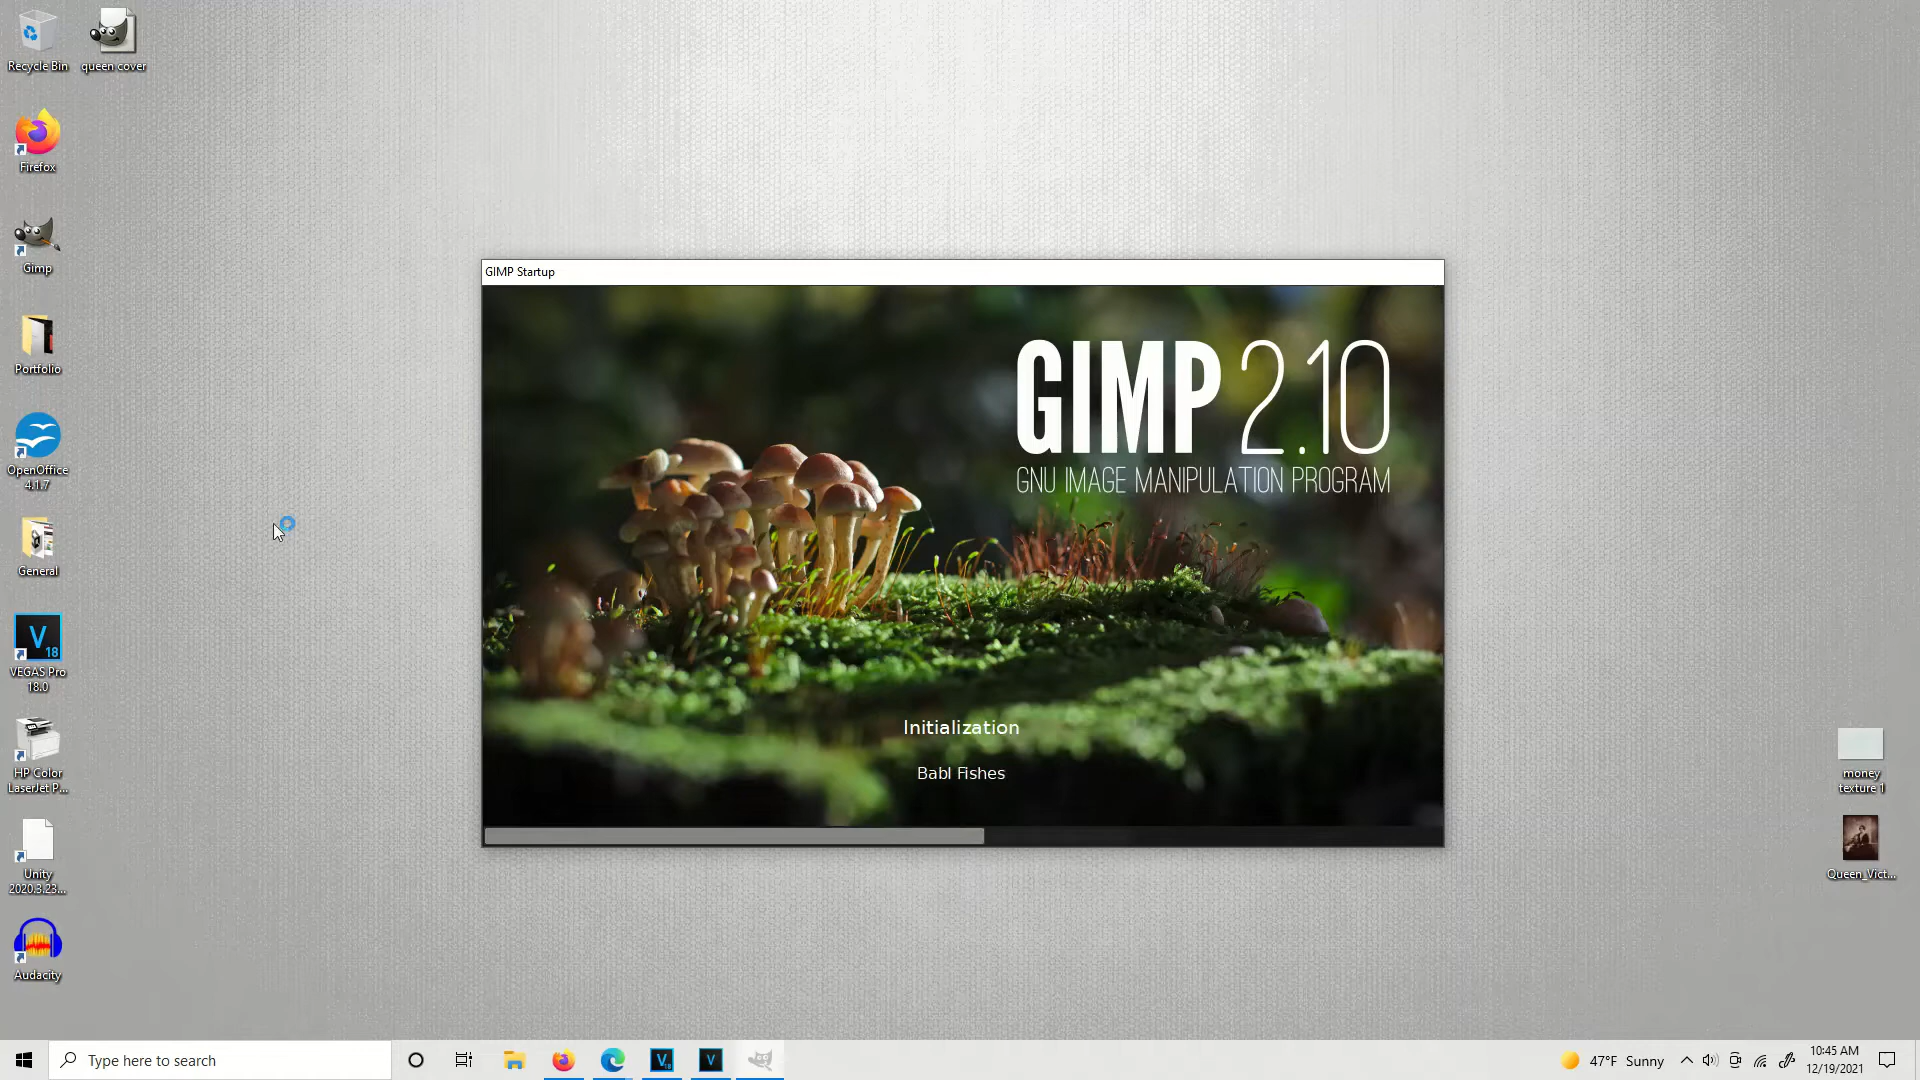 Recycle Bin
queen cover
Firefox
Gimp
Portfolio
OpenOffice
4.1.7
General
V
18
VEGAS Pro
18.0
HP Color
LaserJet P...
Unity
2020.3.23...
Audacity
GIMP Startup
GIMP 2.10
GNU IMAGE MANIPULATION PROGRAM
Initialization
Babl Fishes
money
texture 1
Queen_Vict...
Type here to search
V
18
V
47°F Sunny
10:45 AM
12/19/2021